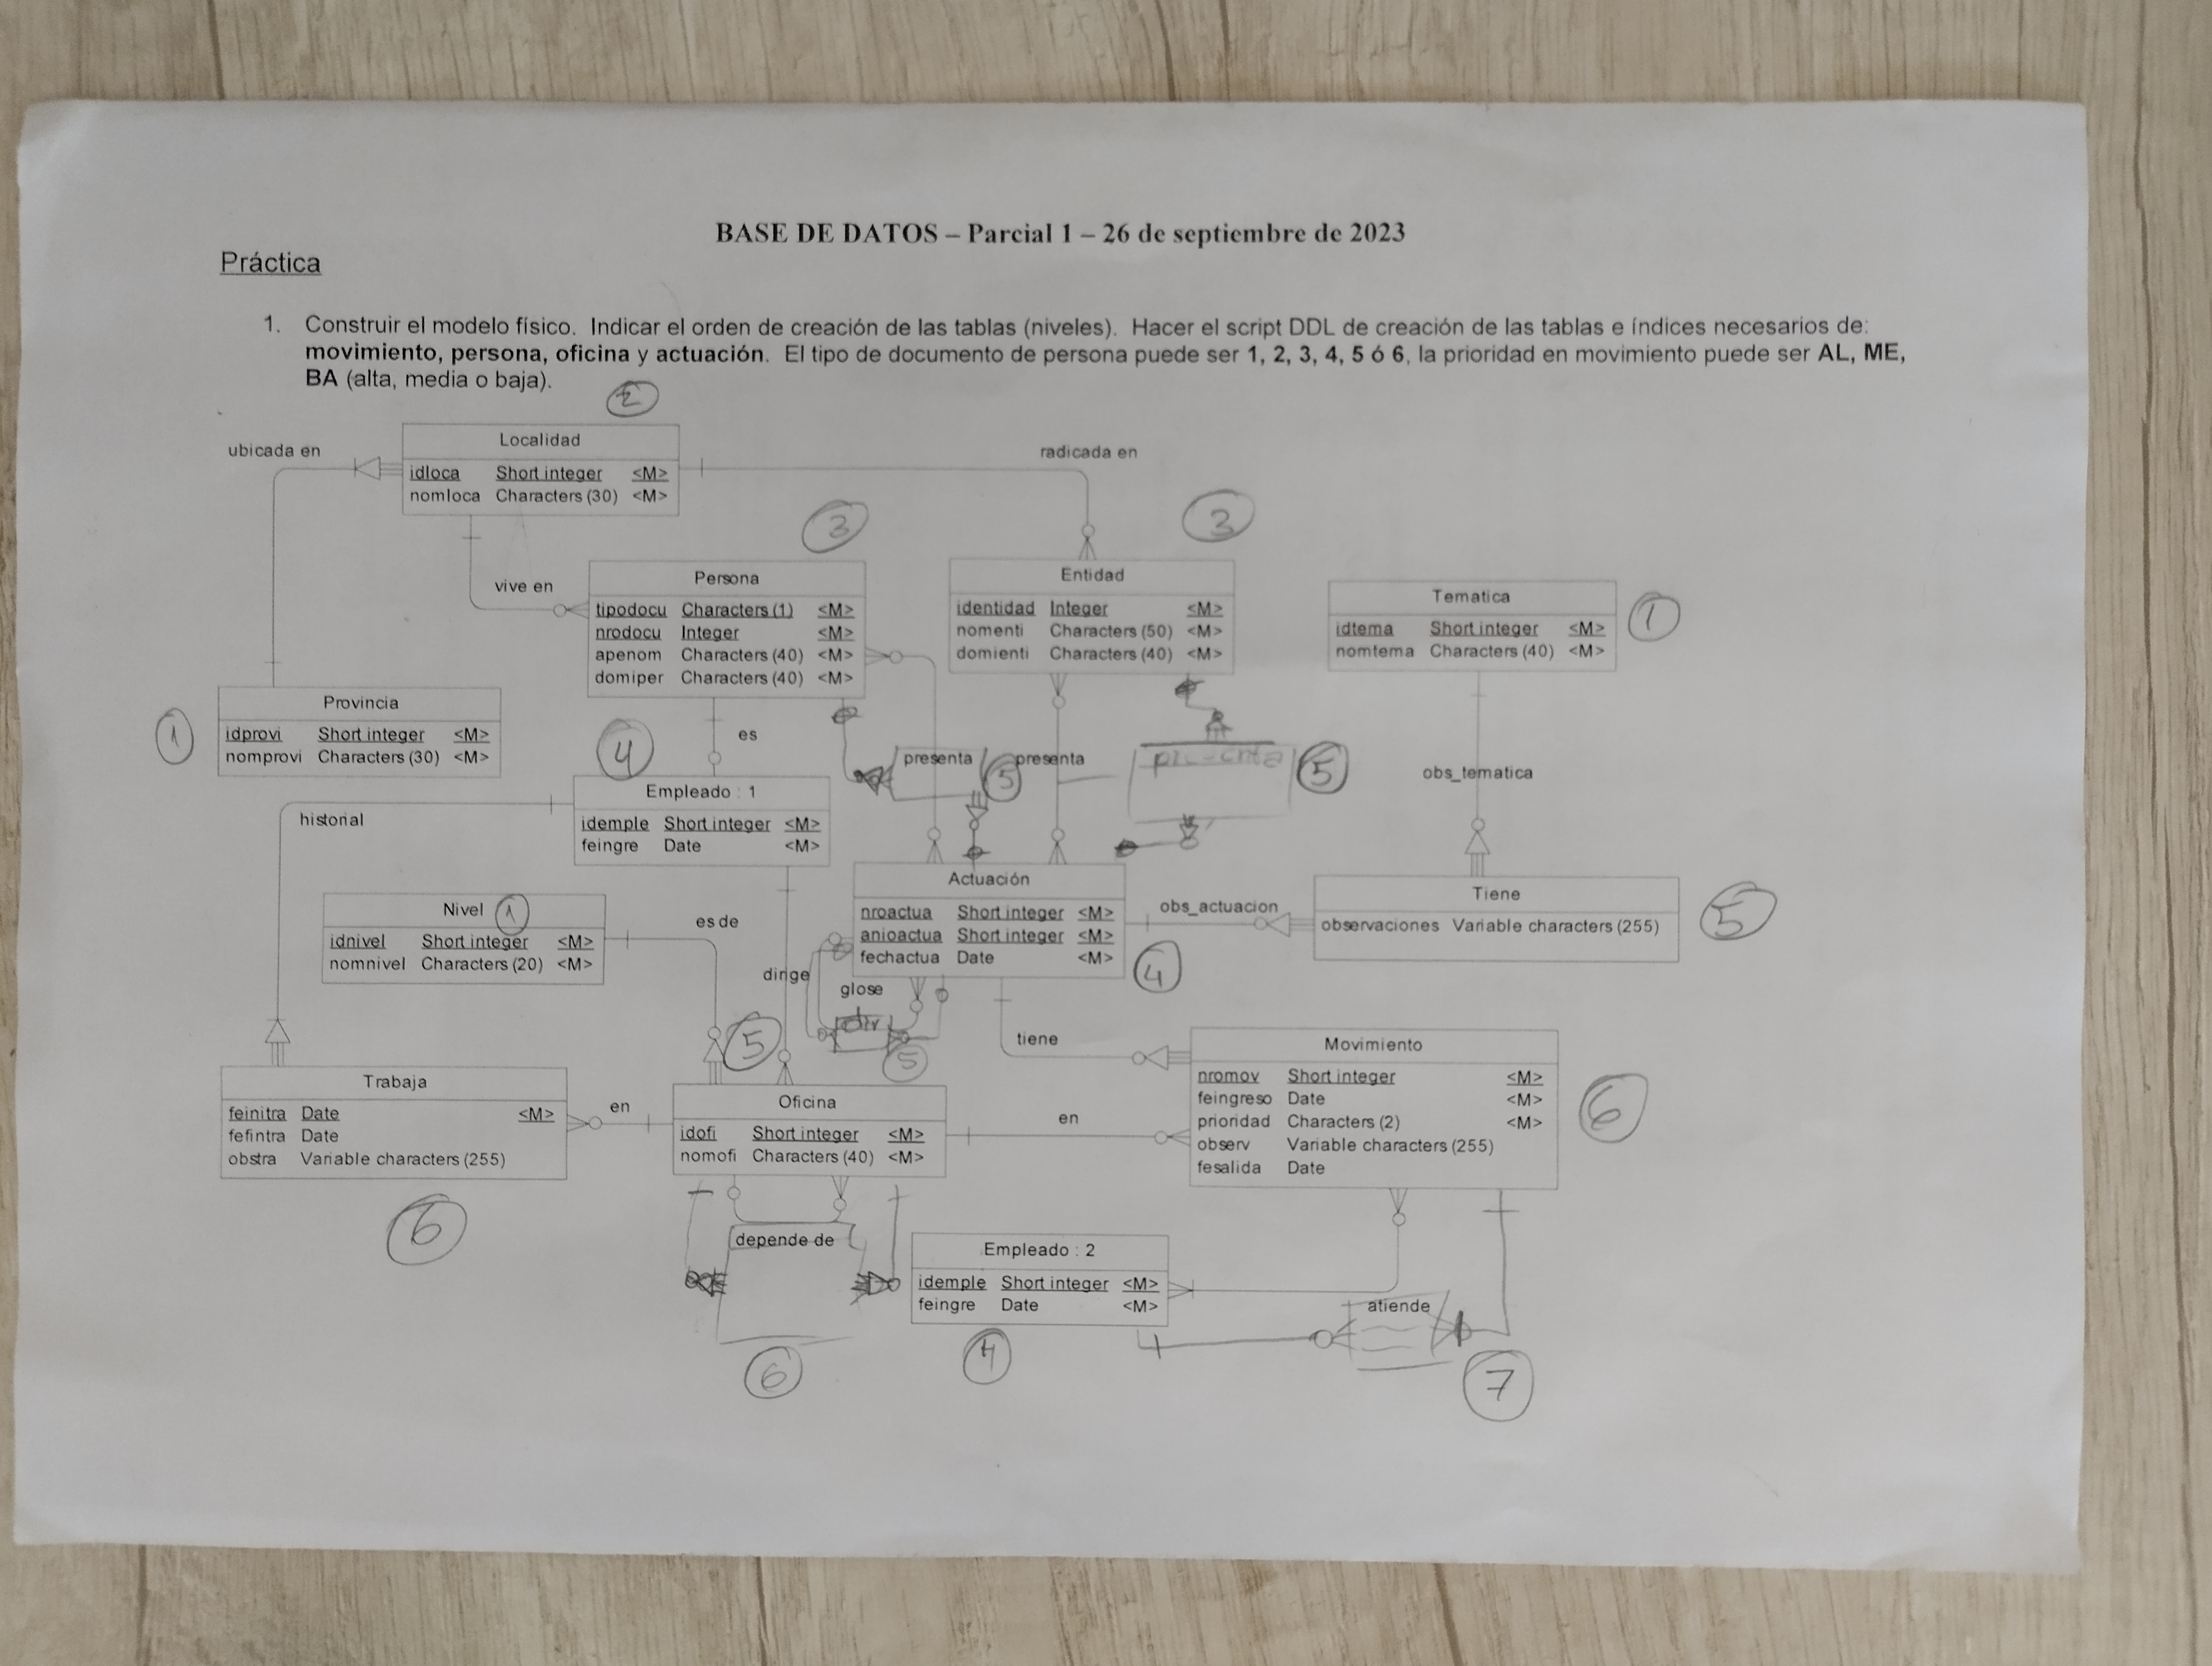 BASE DE DATOS – Parcial 1 – 26 de septiembre de 2023
Práctica
1. Construir el modelo físico. Indicar el orden de creación de las tablas (niveles). Hacer el script DDL de creación de las tablas e índices necesarios de:
movimiento, persona, oficina y actuación. El tipo de documento de persona puede ser 1, 2, 3, 4, 5 ó 6, la prioridad en movimiento puede ser AL, ME,
BA (alta, media o baja).
2
Localidad
idloca Short integer <M>
nomloca Characters (30) <M>
ubicada en
radicada en
vive en
3
Persona
tipodocu Characters (1) <M>
nrodocu Integer <M>
apenom Characters (40) <M>
domiper Characters (40) <M>
3
Entidad
identidad Integer <M>
nomenti Characters (50) <M>
domienti Characters (40) <M>
Tematica
idtema Short integer <M>
nomtema Characters (40) <M>
1
1
Provincia
idprovi Short integer <M>
nomprovi Characters (30) <M>
4
es
presenta
5
presenta
5
obs_tematica
Empleado : 1
idemple Short integer <M>
feingre Date <M>
historial
Nivel 1
idnivel Short integer <M>
nomnivel Characters (20) <M>
es de
Actuación
nroactua Short integer <M>
anioactua Short integer <M>
fechactua Date <M>
4
obs_actuacion
Tiene
observaciones Variable characters (255)
5
dirige
glose
5
5
tiene
Trabaja
feinitra Date <M>
fefintra Date
obstra Variable characters (255)
6
en
Oficina
idofi Short integer <M>
nomofi Characters (40) <M>
en
Movimiento
nromov Short integer <M>
feingreso Date <M>
prioridad Characters (2) <M>
observ Variable characters (255)
fesalida Date
6
depende de
6
Empleado : 2
idemple Short integer <M>
feingre Date <M>
4
atiende
7